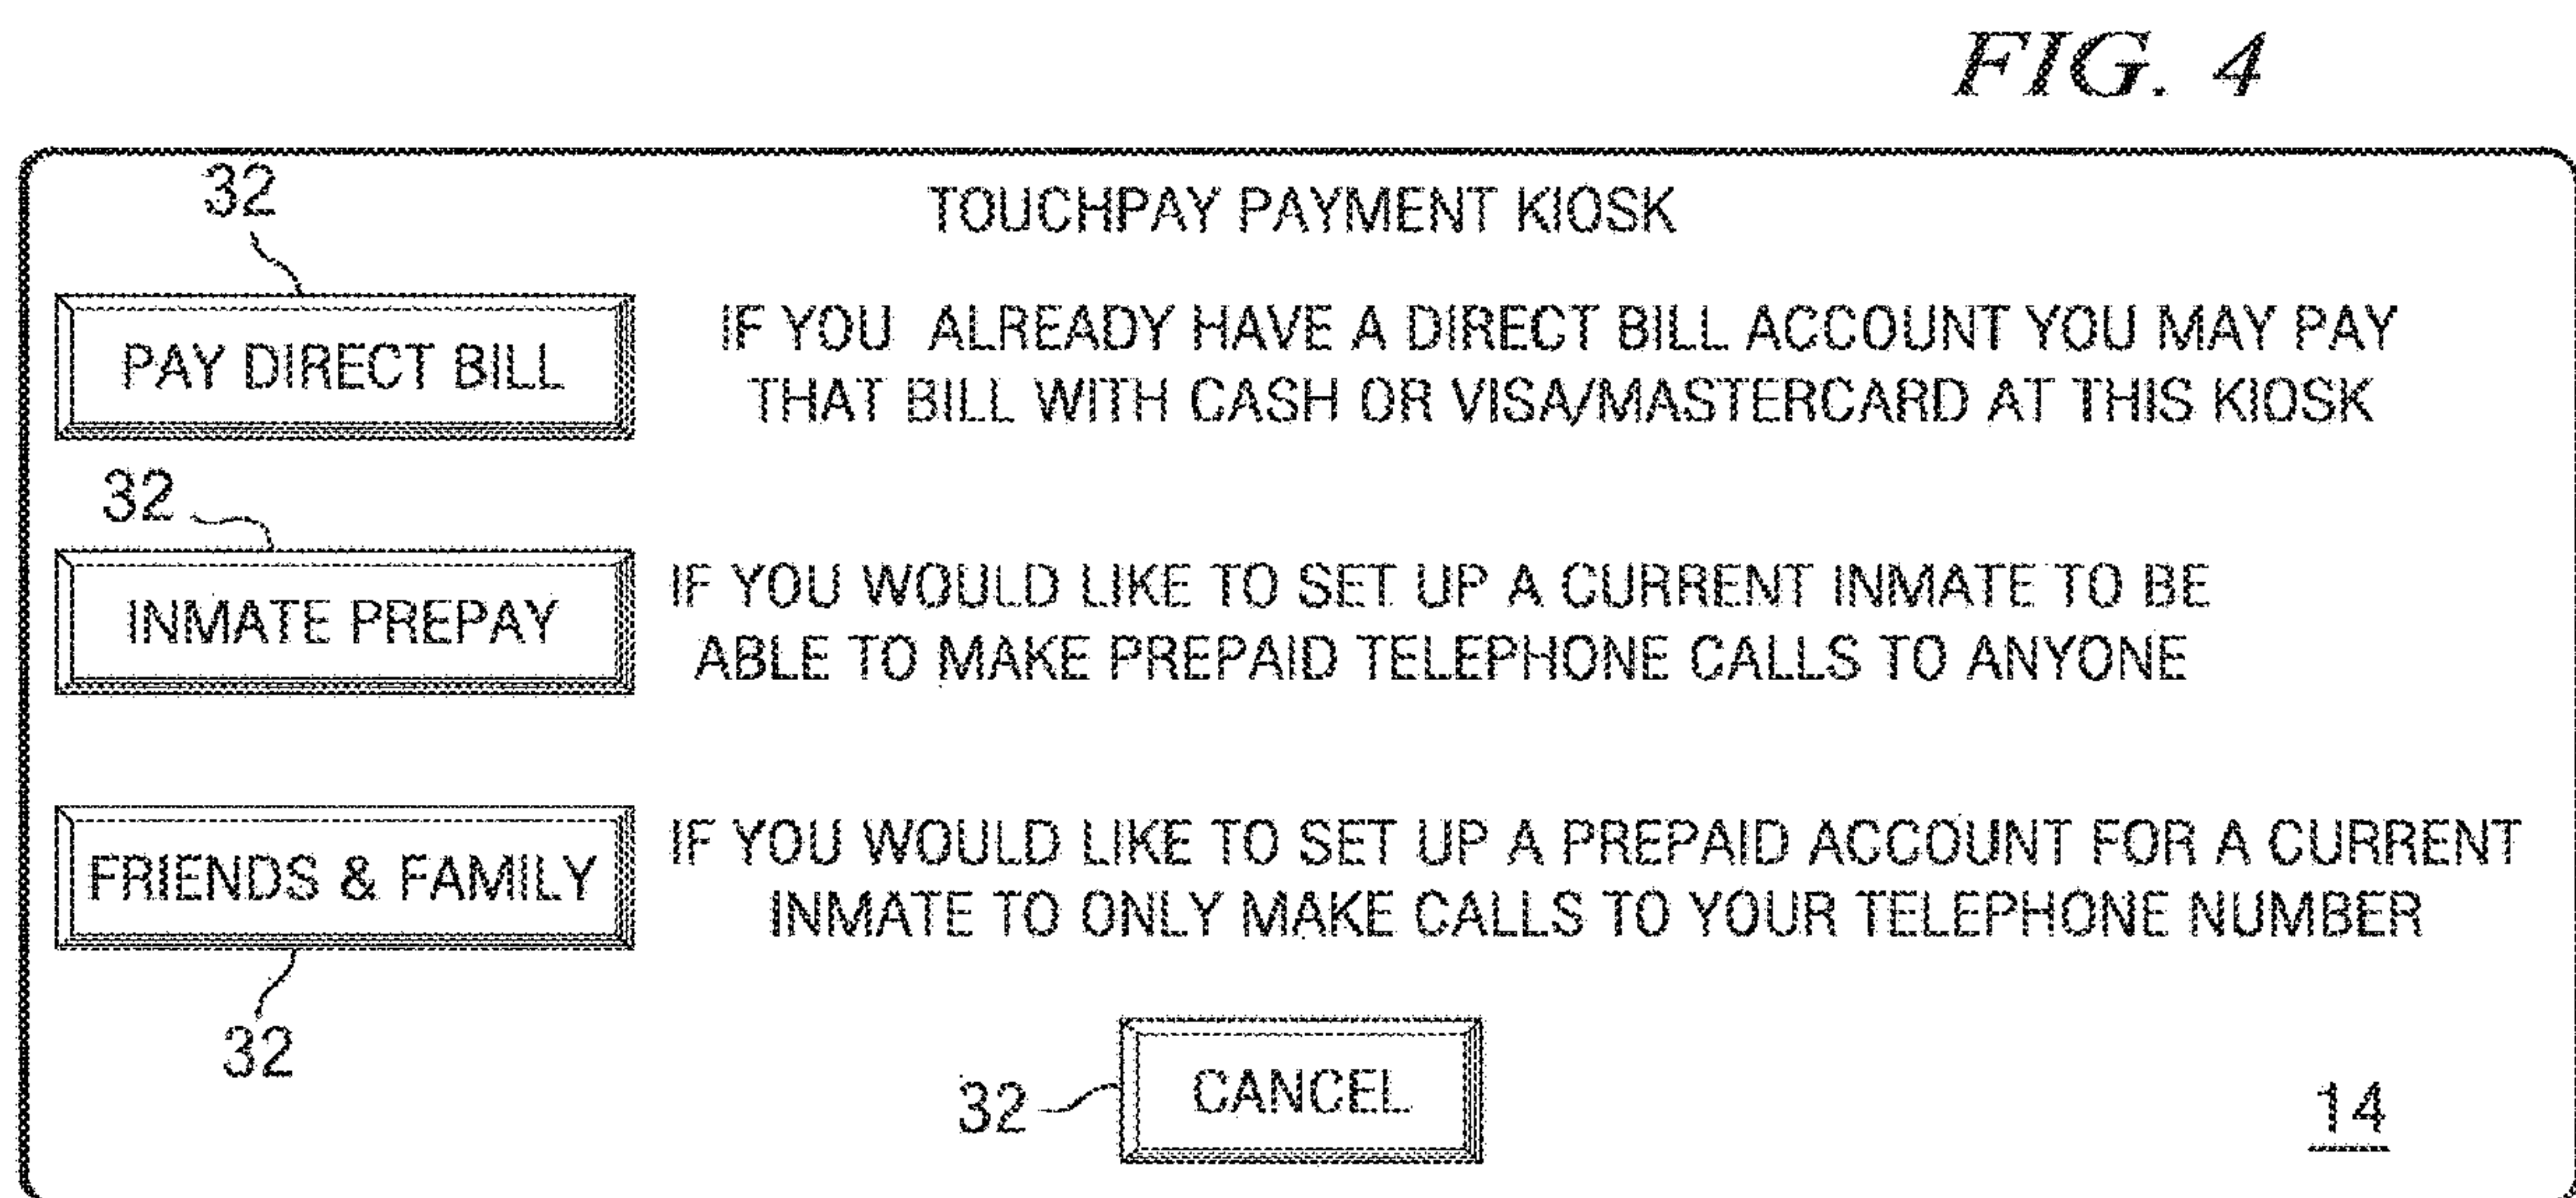 FIG. 4
32
TOUCHPAY PAYMENT KIOSK
PAY DIRECT BILL
IF YOU ALREADY HAVE A DIRECT BILL ACCOUNT YOU MAY PAY
THAT BILL WITH CASH OR VISA/MASTERCARD AT THIS KIOSK
32
INMATE PREPAY
IF YOU WOULD LIKE TO SET UP A CURRENT INMATE TO BE
ABLE TO MAKE PREPAID TELEPHONE CALLS TO ANYONE
FRIENDS & FAMILY
IF YOU WOULD LIKE TO SET UP A PREPAID ACCOUNT FOR A CURRENT
INMATE TO ONLY MAKE CALLS TO YOUR TELEPHONE NUMBER
32
32
CANCEL
14